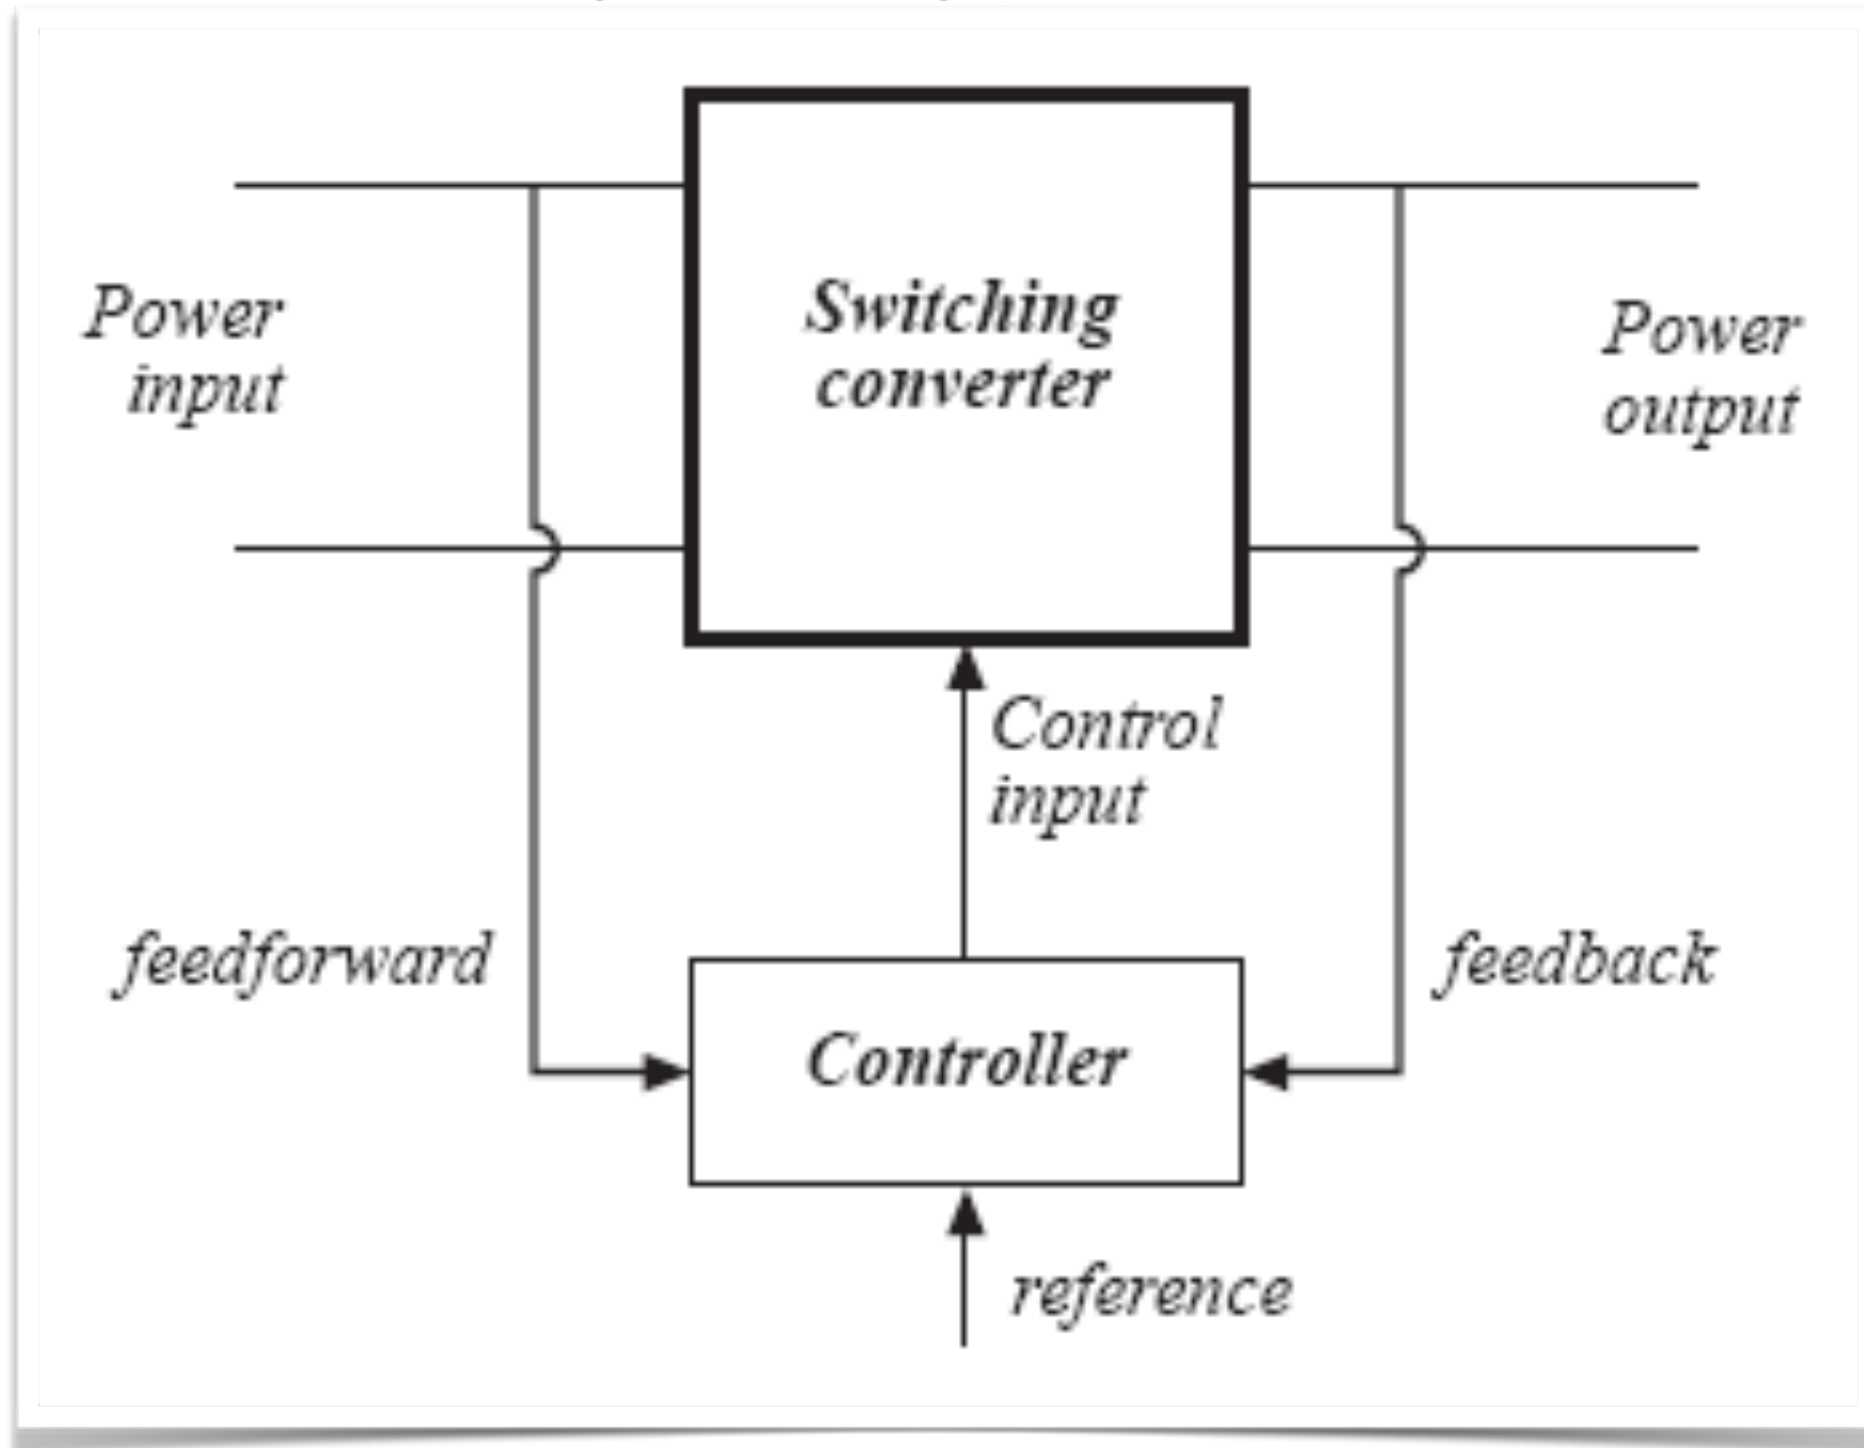 Power
input
Switching
converter
Power
output
Control
input
feedforward
feedback
Controller
reference